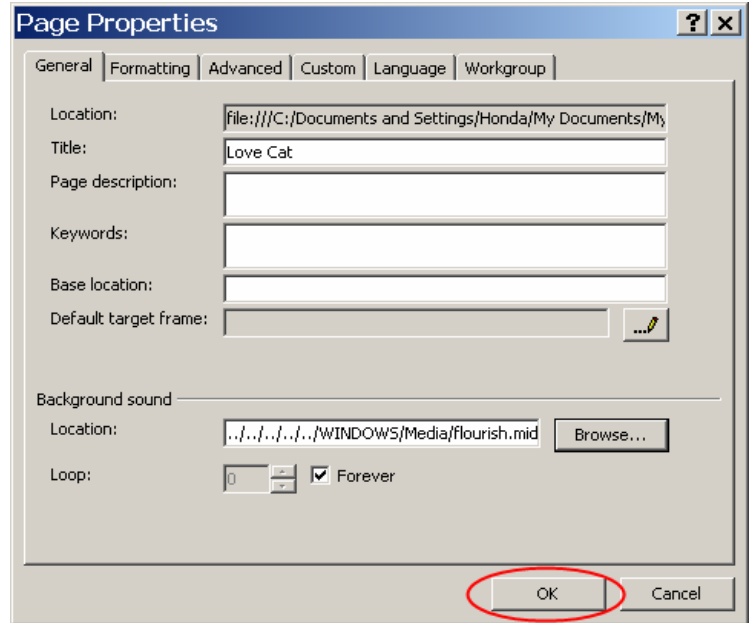 Page Properties
General Formatting Advanced Custom Language Workgroup
Location: file:///C:/Documents and Settings/Honda/My Documents/My
Title: Love Cat
Page description:
Keywords:
Base location:
Default target frame: ...
Background sound
Location: ../../../../../WINDOWS/Media/flourish.mid Browse...
Loop: 0 Forever
OK Cancel